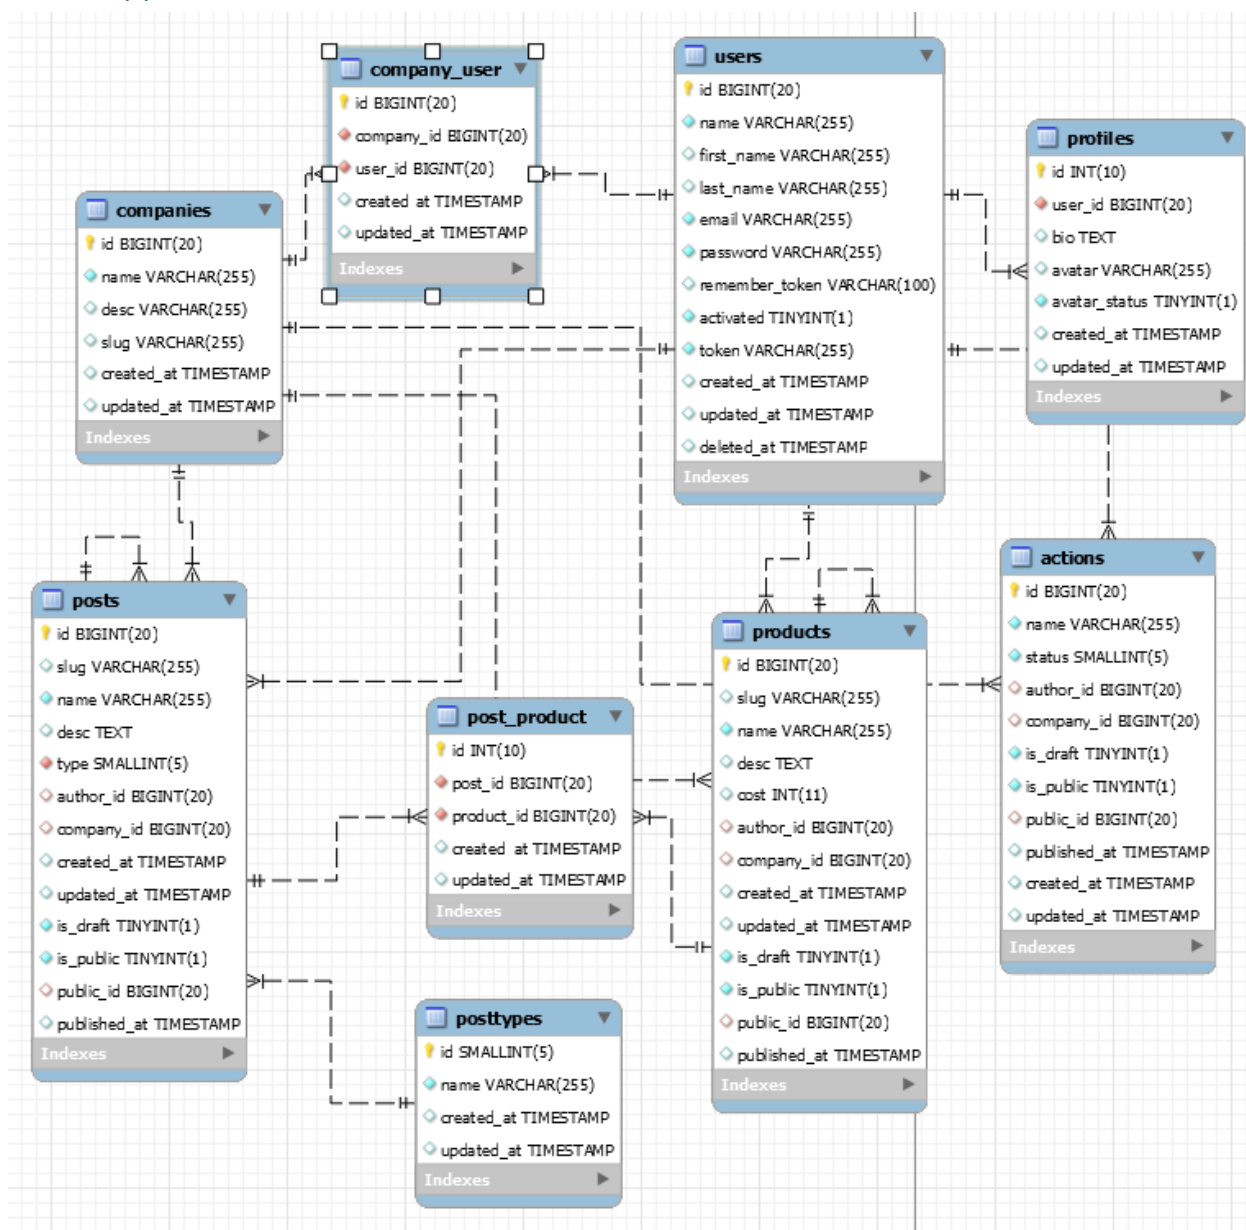 company_user
id BIGINT(20)
company_id BIGINT(20)
user_id BIGINT(20)
created_at TIMESTAMP
updated_at TIMESTAMP
Indexes
users
id BIGINT(20)
name VARCHAR(255)
first_name VARCHAR(255)
last_name VARCHAR(255)
email VARCHAR(255)
password VARCHAR(255)
remember_token VARCHAR(100)
activated TINYINT(1)
token VARCHAR(255)
created_at TIMESTAMP
updated_at TIMESTAMP
deleted_at TIMESTAMP
Indexes
profiles
id INT(10)
user_id BIGINT(20)
bio TEXT
avatar VARCHAR(255)
avatar_status TINYINT(1)
created_at TIMESTAMP
updated_at TIMESTAMP
Indexes
companies
id BIGINT(20)
name VARCHAR(255)
desc VARCHAR(255)
slug VARCHAR(255)
created_at TIMESTAMP
updated_at TIMESTAMP
Indexes
posts
id BIGINT(20)
slug VARCHAR(255)
name VARCHAR(255)
desc TEXT
type SMALLINT(5)
author_id BIGINT(20)
company_id BIGINT(20)
created_at TIMESTAMP
updated_at TIMESTAMP
is_draft TINYINT(1)
is_public TINYINT(1)
public_id BIGINT(20)
published_at TIMESTAMP
Indexes
post_product
id INT(10)
post_id BIGINT(20)
product_id BIGINT(20)
created_at TIMESTAMP
updated_at TIMESTAMP
Indexes
posttypes
id SMALLINT(5)
name VARCHAR(255)
created_at TIMESTAMP
updated_at TIMESTAMP
Indexes
products
id BIGINT(20)
slug VARCHAR(255)
name VARCHAR(255)
desc TEXT
cost INT(11)
author_id BIGINT(20)
company_id BIGINT(20)
created_at TIMESTAMP
updated_at TIMESTAMP
is_draft TINYINT(1)
is_public TINYINT(1)
public_id BIGINT(20)
published_at TIMESTAMP
Indexes
actions
id BIGINT(20)
name VARCHAR(255)
status SMALLINT(5)
author_id BIGINT(20)
company_id BIGINT(20)
is_draft TINYINT(1)
is_public TINYINT(1)
public_id BIGINT(20)
published_at TIMESTAMP
created_at TIMESTAMP
updated_at TIMESTAMP
Indexes